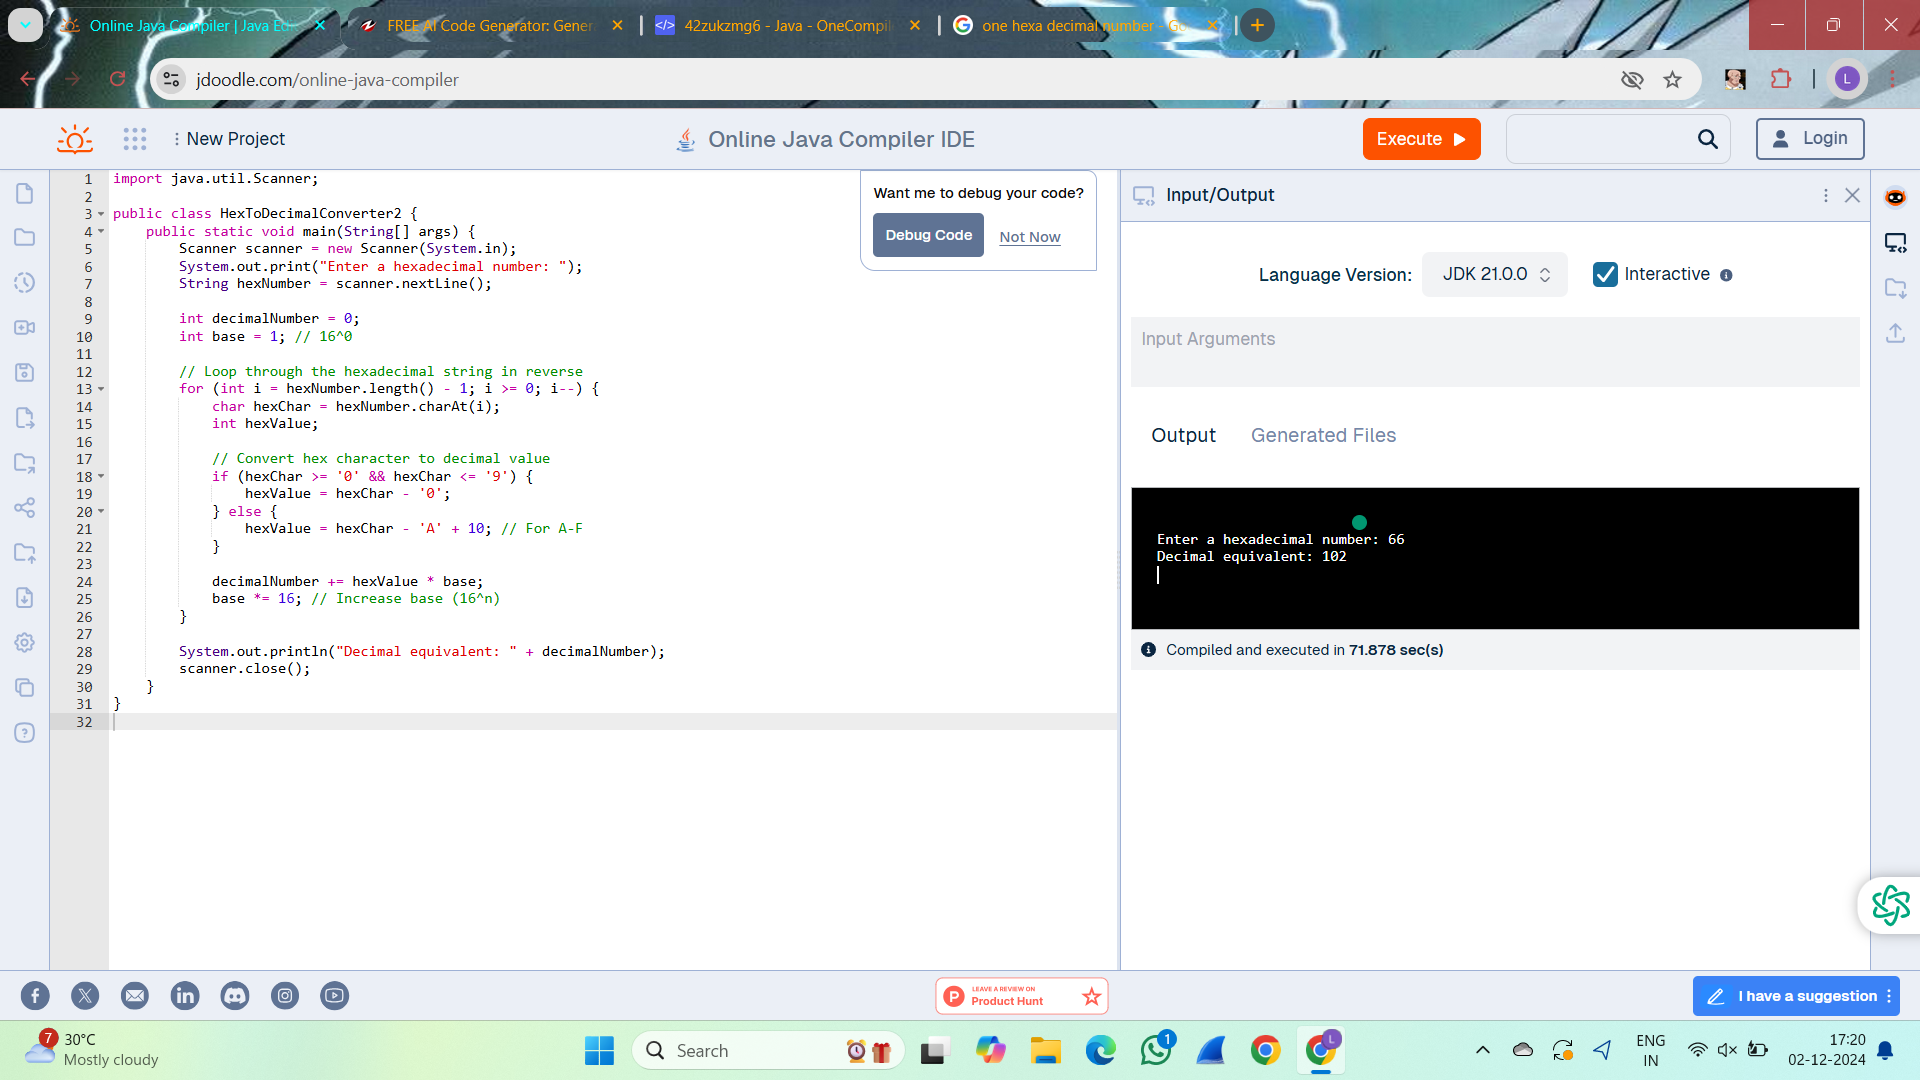 Online Java Compiler | Java Ed
FREE AI Code Generator: Gener
42zukzmg6 - Java - OneCompil
one hexa decimal number - Go
jdoodle.com/online-java-compiler
L
New Project
Online Java Compiler IDE
Execute
Login
1 import java.util.Scanner;
2
3 public class HexToDecimalConverter2 {
4 public static void main(String[] args) {
5 Scanner scanner = new Scanner(System.in);
6 System.out.print("Enter a hexadecimal number: ");
7 String hexNumber = scanner.nextLine();
8
9 int decimalNumber = 0;
10 int base = 1; // 16^0
11
12 // Loop through the hexadecimal string in reverse
13 for (int i = hexNumber.length() - 1; i >= 0; i--) {
14 char hexChar = hexNumber.charAt(i);
15 int hexValue;
16
17 // Convert hex character to decimal value
18 if (hexChar >= '0' && hexChar <= '9') {
19 hexValue = hexChar - '0';
20 } else {
21 hexValue = hexChar - 'A' + 10; // For A-F
22 }
23
24 decimalNumber += hexValue * base;
25 base *= 16; // Increase base (16^n)
26 }
27
28 System.out.println("Decimal equivalent: " + decimalNumber);
29 scanner.close();
30 }
31 }
32
Want me to debug your code?
Debug Code
Not Now
Input/Output
Language Version:
JDK 21.0.0
Interactive
Input Arguments
Output
Generated Files
Enter a hexadecimal number: 66
Decimal equivalent: 102
Compiled and executed in 71.878 sec(s)
P
LEAVE A REVIEW ON
Product Hunt
I have a suggestion
7
30°C
Mostly cloudy
Search
1
L
ENG
IN
17:20
02-12-2024